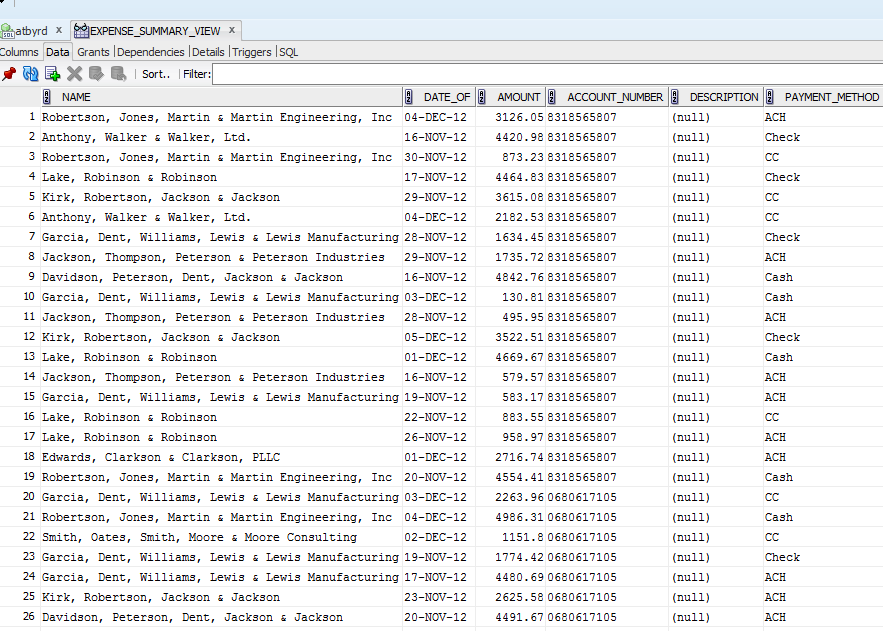 atbyrd x EXPENSE_SUMMARY_VIEW x
Columns Data Grants Dependencies Details Triggers SQL
Sort.. Filter:
NAME DATE_OF AMOUNT ACCOUNT_NUMBER DESCRIPTION PAYMENT_METHOD
1 Robertson, Jones, Martin & Martin Engineering, Inc 04-DEC-12 3126.05 8318565807 (null) ACH
2 Anthony, Walker & Walker, Ltd. 16-NOV-12 4420.98 8318565807 (null) Check
3 Robertson, Jones, Martin & Martin Engineering, Inc 30-NOV-12 873.23 8318565807 (null) CC
4 Lake, Robinson & Robinson 17-NOV-12 4464.83 8318565807 (null) Check
5 Kirk, Robertson, Jackson & Jackson 29-NOV-12 3615.08 8318565807 (null) CC
6 Anthony, Walker & Walker, Ltd. 04-DEC-12 2182.53 8318565807 (null) CC
7 Garcia, Dent, Williams, Lewis & Lewis Manufacturing 28-NOV-12 1634.45 8318565807 (null) Check
8 Jackson, Thompson, Peterson & Peterson Industries 29-NOV-12 1735.72 8318565807 (null) ACH
9 Davidson, Peterson, Dent, Jackson & Jackson 16-NOV-12 4842.76 8318565807 (null) Cash
10 Garcia, Dent, Williams, Lewis & Lewis Manufacturing 03-DEC-12 130.81 8318565807 (null) Cash
11 Jackson, Thompson, Peterson & Peterson Industries 28-NOV-12 495.95 8318565807 (null) ACH
12 Kirk, Robertson, Jackson & Jackson 05-DEC-12 3522.51 8318565807 (null) Check
13 Lake, Robinson & Robinson 01-DEC-12 4669.67 8318565807 (null) Cash
14 Jackson, Thompson, Peterson & Peterson Industries 16-NOV-12 579.57 8318565807 (null) ACH
15 Garcia, Dent, Williams, Lewis & Lewis Manufacturing 19-NOV-12 583.17 8318565807 (null) ACH
16 Lake, Robinson & Robinson 22-NOV-12 883.55 8318565807 (null) CC
17 Lake, Robinson & Robinson 26-NOV-12 958.97 8318565807 (null) ACH
18 Edwards, Clarkson & Clarkson, PLLC 01-DEC-12 2716.74 8318565807 (null) ACH
19 Robertson, Jones, Martin & Martin Engineering, Inc 20-NOV-12 4554.41 8318565807 (null) Cash
20 Garcia, Dent, Williams, Lewis & Lewis Manufacturing 03-DEC-12 2263.96 0680617105 (null) CC
21 Robertson, Jones, Martin & Martin Engineering, Inc 04-DEC-12 4986.31 0680617105 (null) Cash
22 Smith, Oates, Smith, Moore & Moore Consulting 02-DEC-12 1151.8 0680617105 (null) CC
23 Garcia, Dent, Williams, Lewis & Lewis Manufacturing 19-NOV-12 1774.42 0680617105 (null) Check
24 Garcia, Dent, Williams, Lewis & Lewis Manufacturing 17-NOV-12 4480.69 0680617105 (null) ACH
25 Kirk, Robertson, Jackson & Jackson 23-NOV-12 2625.58 0680617105 (null) ACH
26 Davidson, Peterson, Dent, Jackson & Jackson 20-NOV-12 4491.67 0680617105 (null) ACH